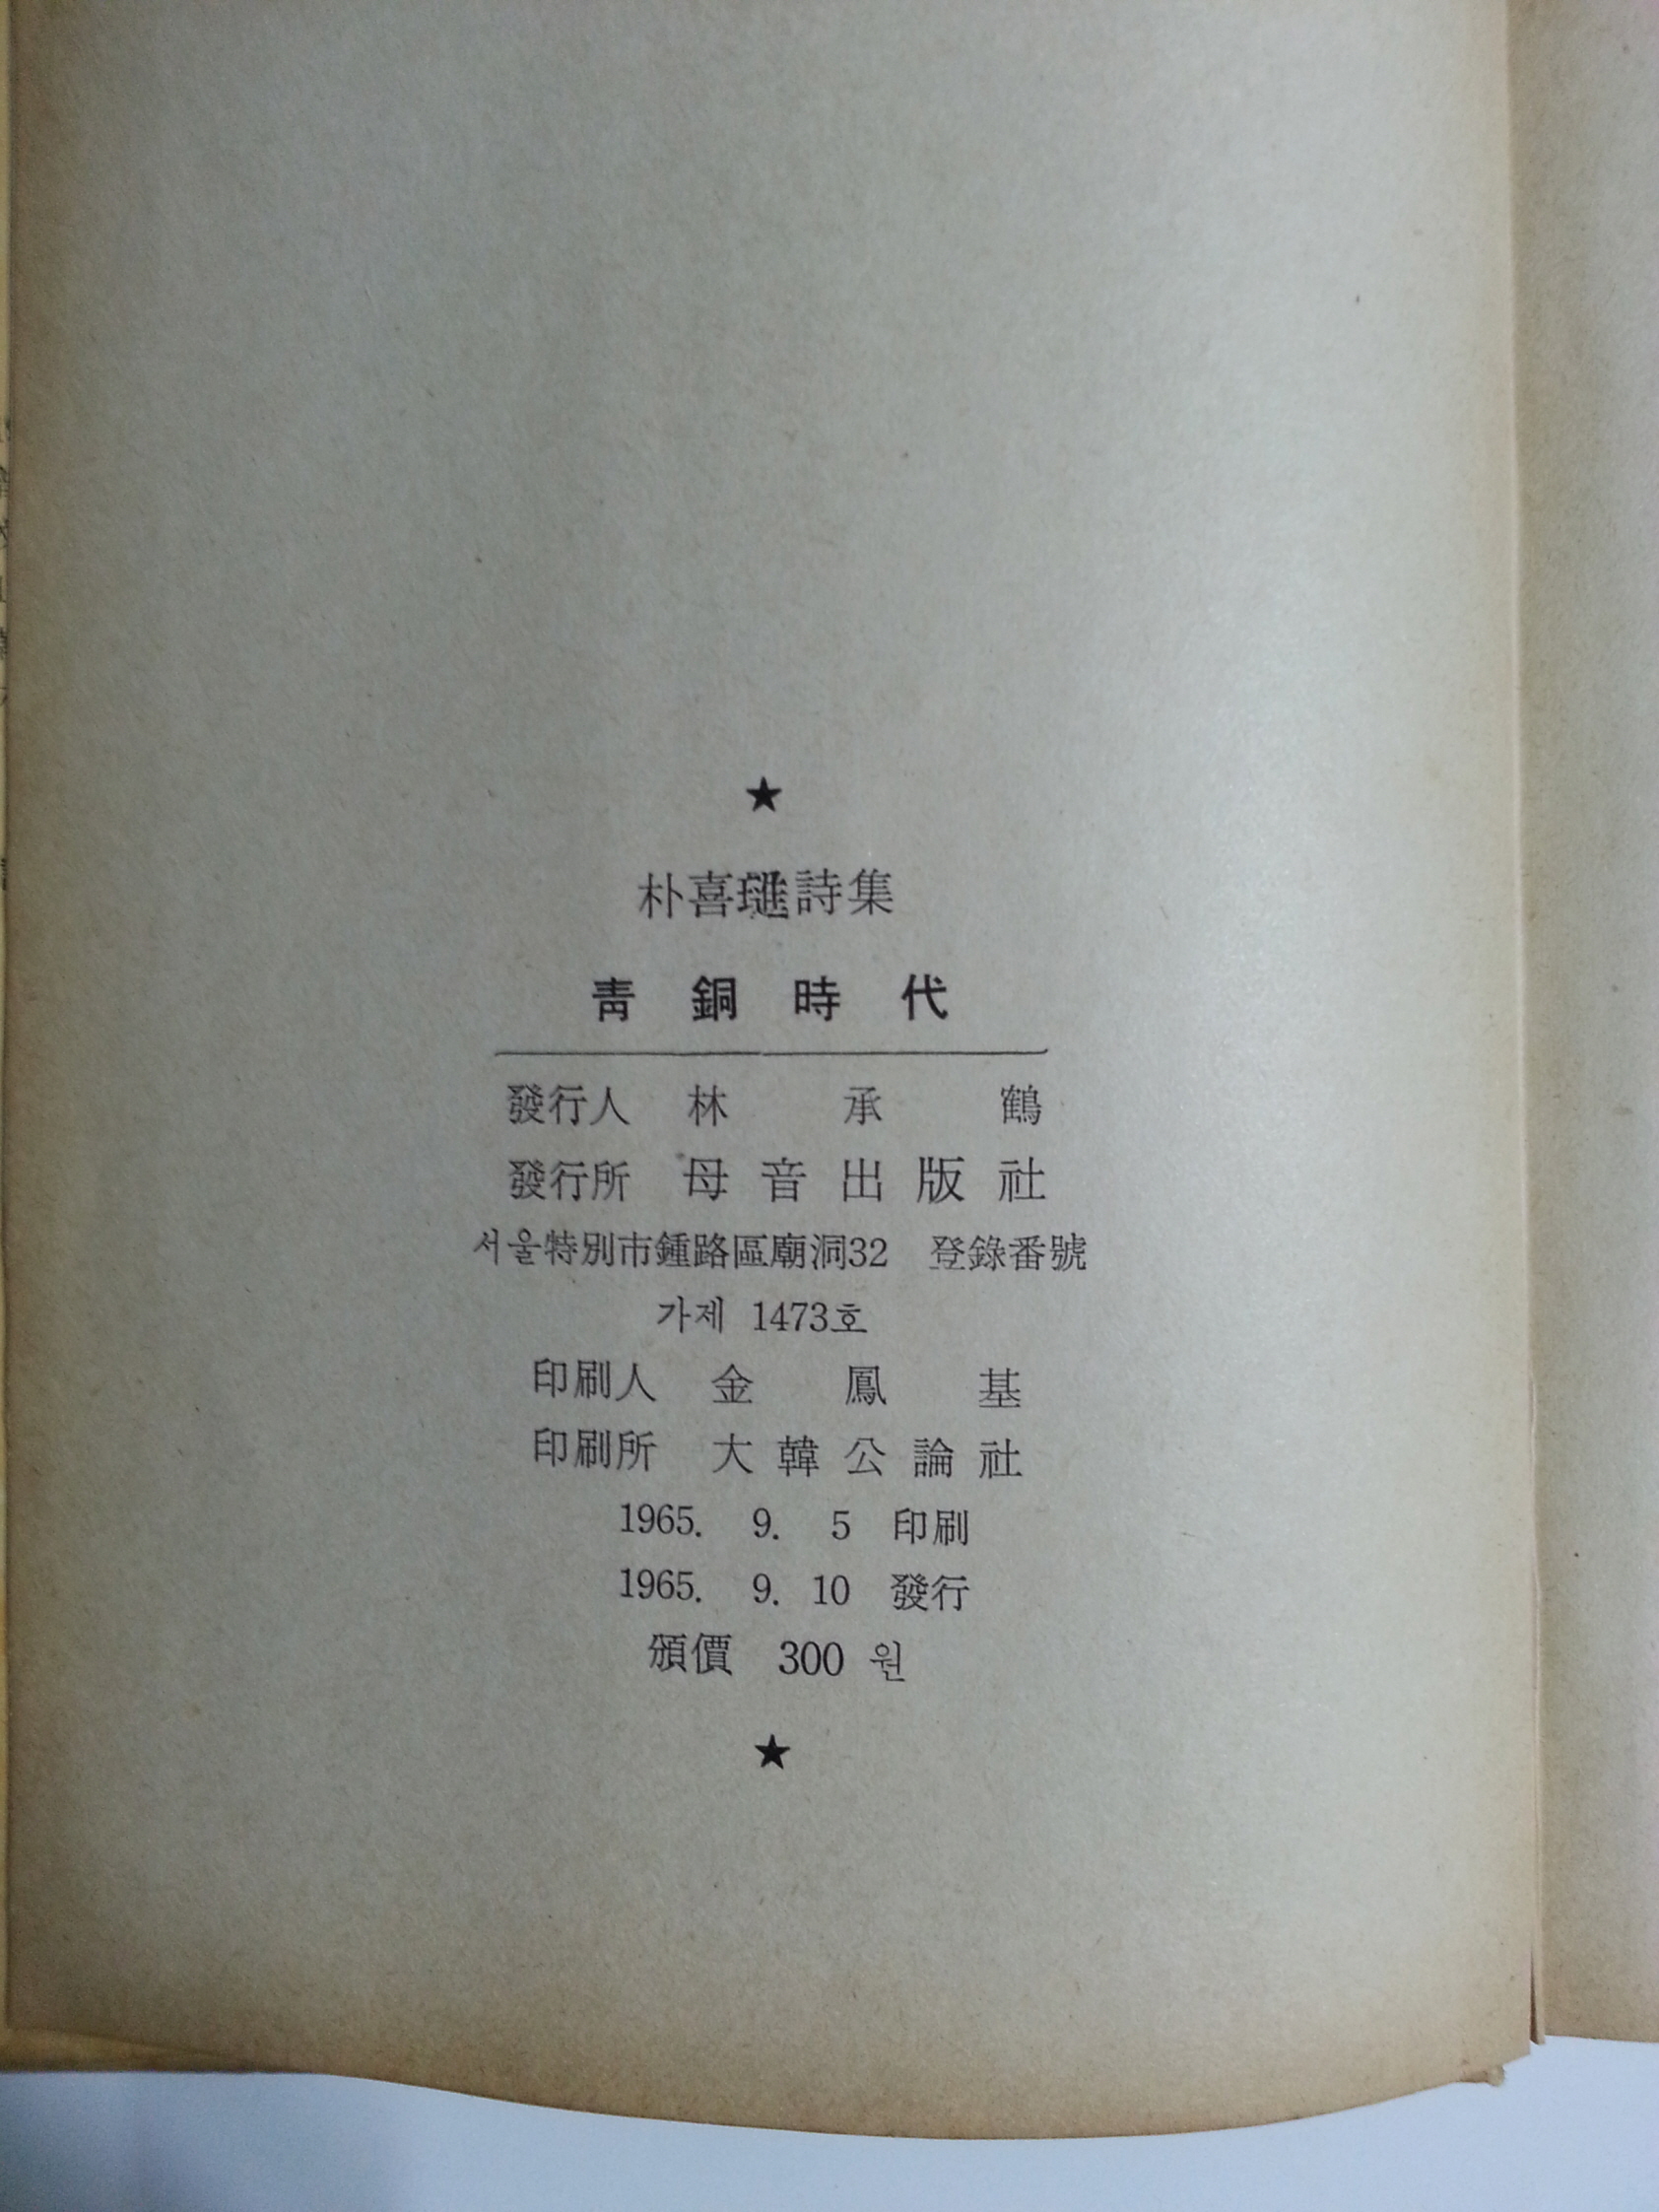 ★
朴喜璡詩集
靑銅時代
發行人 林承鶴
發行所 母音出版社
서울特別市鍾路區廟洞32 登錄番號
가제 1473호
印刷人 金鳳基
印刷所 大韓公論社
1965. 9. 5 印刷
1965. 9. 10 發行
頒價 300 원
★